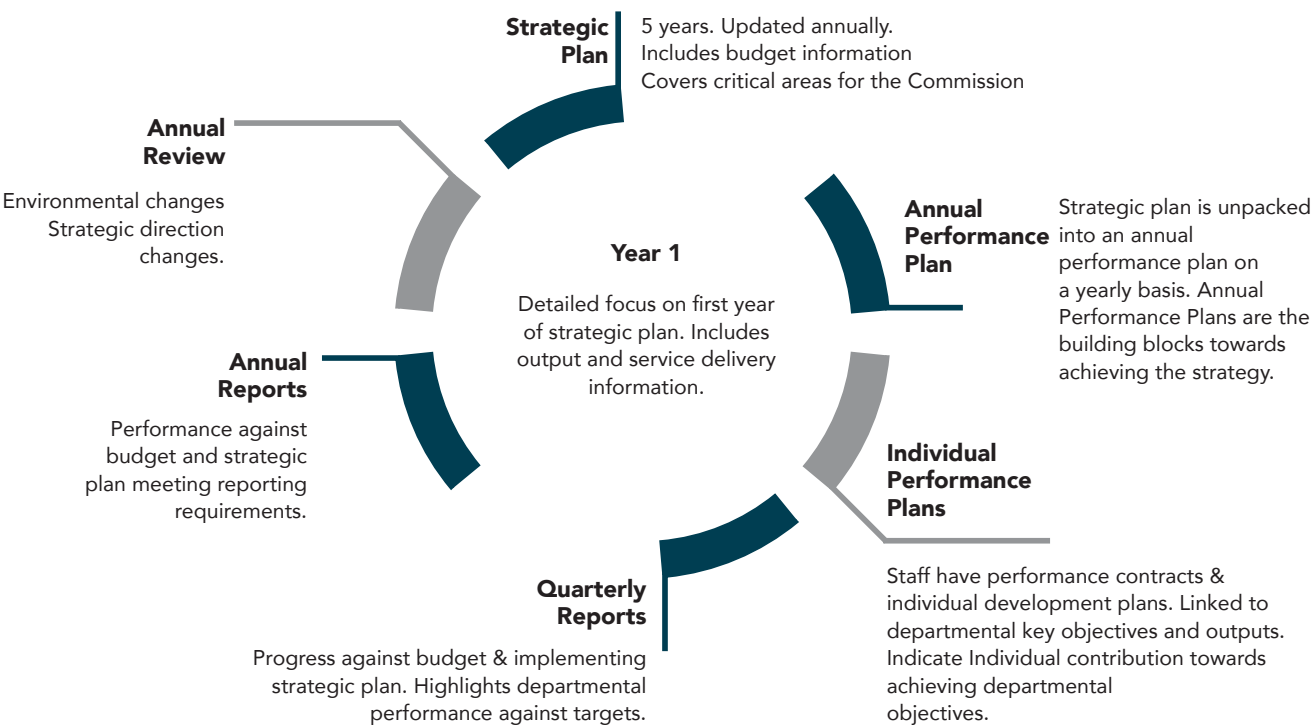 Strategic
Plan
5 years. Updated annually.
Includes budget information
Covers critical areas for the Commission
Annual
Review
Environmental changes
Strategic direction
changes.
Annual
Performance
Plan
Strategic plan is unpacked
into an annual
performance plan on
a yearly basis. Annual
Performance Plans are the
building blocks towards
achieving the strategy.
Year 1
Detailed focus on first year
of strategic plan. Includes
output and service delivery
information.
Annual
Reports
Performance against
budget and strategic
plan meeting reporting
requirements.
Individual
Performance
Plans
Staff have performance contracts &
individual development plans. Linked to
departmental key objectives and outputs.
Indicate Individual contribution towards
achieving departmental
objectives.
Quarterly
Reports
Progress against budget & implementing
strategic plan. Highlights departmental
performance against targets.